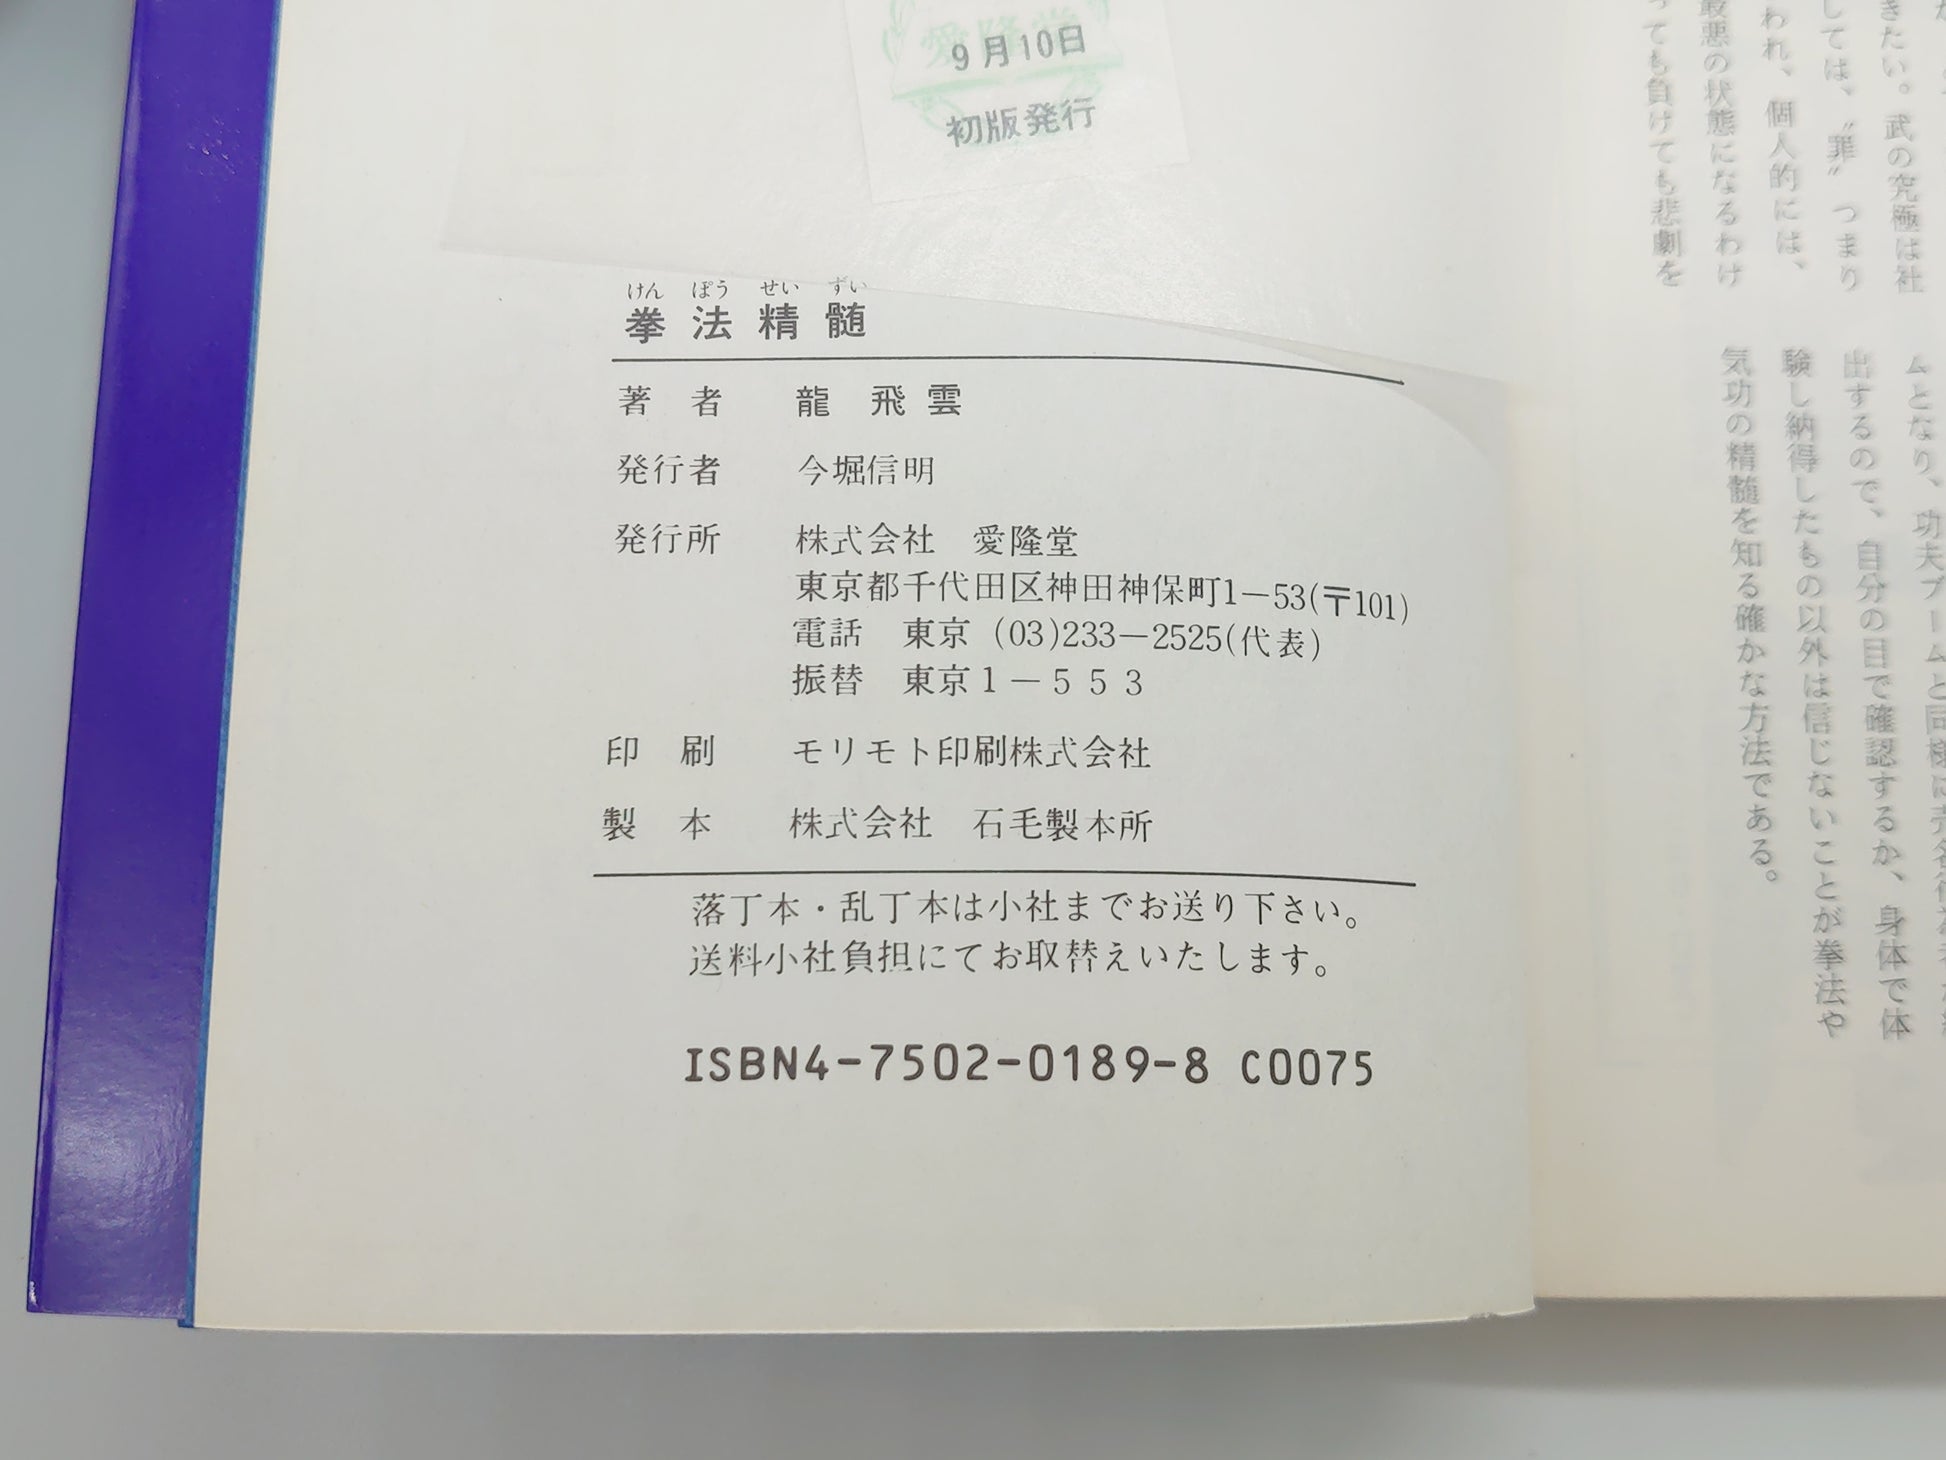 愛隆堂
9月10日
初版発行
けん ぽう せい ずい
拳法精髄
著 者 龍 飛雲
発行者 今堀信明
発行所 株式会社 愛隆堂
東京都千代田区神田神保町1−53(〒101)
電話 東京 (03)233−2525(代表)
振替 東京1−553
印 刷 モリモト印刷株式会社
製 本 株式会社 石毛製本所
落丁本・乱丁本は小社までお送り下さい。
送料小社負担にてお取替えいたします。
ISBN4-7502-0189-8 C0075
きたい。武の究極は社
しては、〝罪〟つまり
われ、個人的には、
最悪の状態になるわけ
っても負けても悲劇を
ムとなり、功夫ブームと同様に売名行為
出するので、自分の目で確認するか、身体で体
験し納得したもの以外は信じないことが拳法や
気功の精髄を知る確かな方法である。